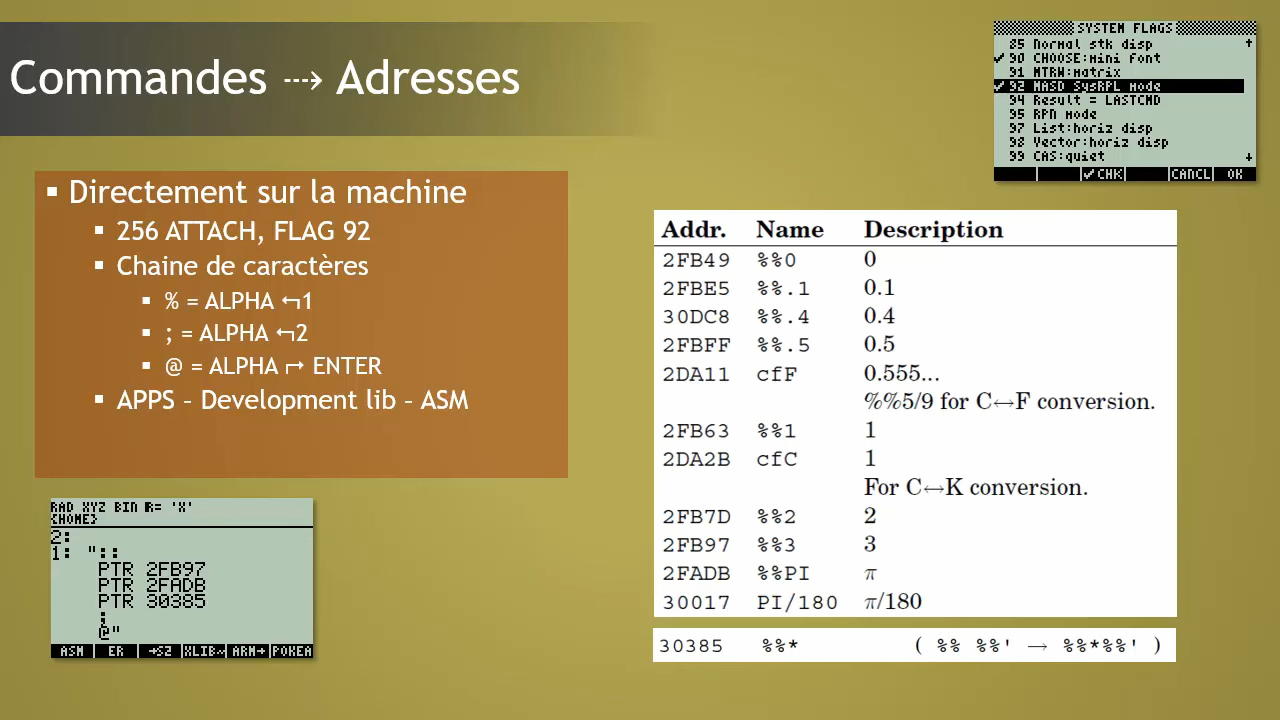 Commandes ⇢ Adresses
▪ Directement sur la machine
▪ 256 ATTACH, FLAG 92
▪ Chaine de caractères
▪ % = ALPHA ↰1
▪ ; = ALPHA ↰2
▪ @ = ALPHA ↱ ENTER
▪ APPS – Development lib – ASM
RAD XYZ BIN R= 'X'
{HOME}
2:
1: "::
PTR 2FB97
PTR 2FADB
PTR 30385
;
@"
ASM ER →S2 XLIB~ ARM→ POKEA
SYSTEM FLAGS
85 Normal stk disp ↑
✓ 90 CHOOSE:mini font
91 MTRW:matrix
✓ 92 MASD SysRPL mode
94 Result = LASTCMD
95 RPN mode
97 List:horiz disp
98 Vector:horiz disp
99 CAS:quiet ↓
✓CHK CANCL OK
Addr. Name Description
2FB49 %%0 0
2FBE5 %%.1 0.1
30DC8 %%.4 0.4
2FBFF %%.5 0.5
2DA11 cfF 0.555...
%%5/9 for C↔F conversion.
2FB63 %%1 1
2DA2B cfC 1
For C↔K conversion.
2FB7D %%2 2
2FB97 %%3 3
2FADB %%PI π
30017 PI/180 π/180
30385 %%* ( %% %%' → %%*%%' )